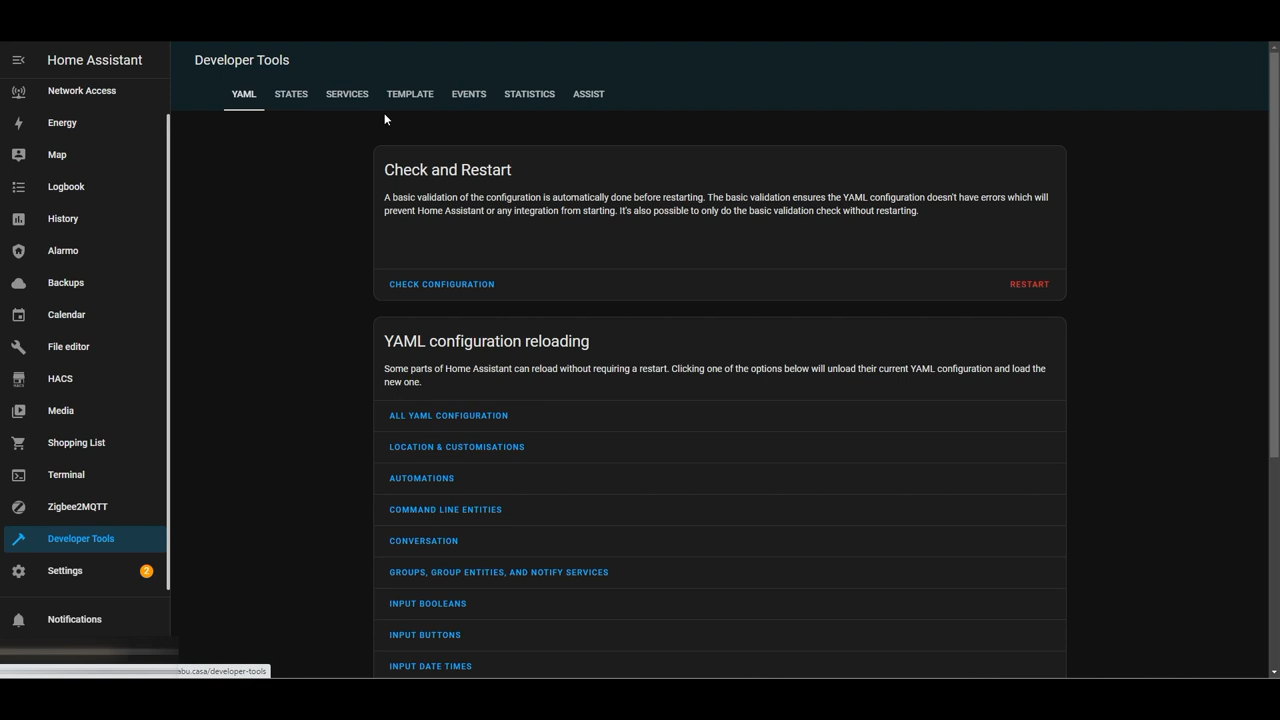 Home Assistant
Developer Tools
YAML
STATES
SERVICES
TEMPLATE
EVENTS
STATISTICS
ASSIST
Network Access
Energy
Map
Logbook
History
Alarmo
Backups
Calendar
File editor
HACS
Media
Shopping List
Terminal
Zigbee2MQTT
Developer Tools
Settings
2
Notifications
abu.casa/developer-tools
Check and Restart
A basic validation of the configuration is automatically done before restarting. The basic validation ensures the YAML configuration doesn't have errors which will
prevent Home Assistant or any integration from starting. It's also possible to only do the basic validation check without restarting.
CHECK CONFIGURATION
RESTART
YAML configuration reloading
Some parts of Home Assistant can reload without requiring a restart. Clicking one of the options below will unload their current YAML configuration and load the
new one.
ALL YAML CONFIGURATION
LOCATION & CUSTOMISATIONS
AUTOMATIONS
COMMAND LINE ENTITIES
CONVERSATION
GROUPS, GROUP ENTITIES, AND NOTIFY SERVICES
INPUT BOOLEANS
INPUT BUTTONS
INPUT DATE TIMES